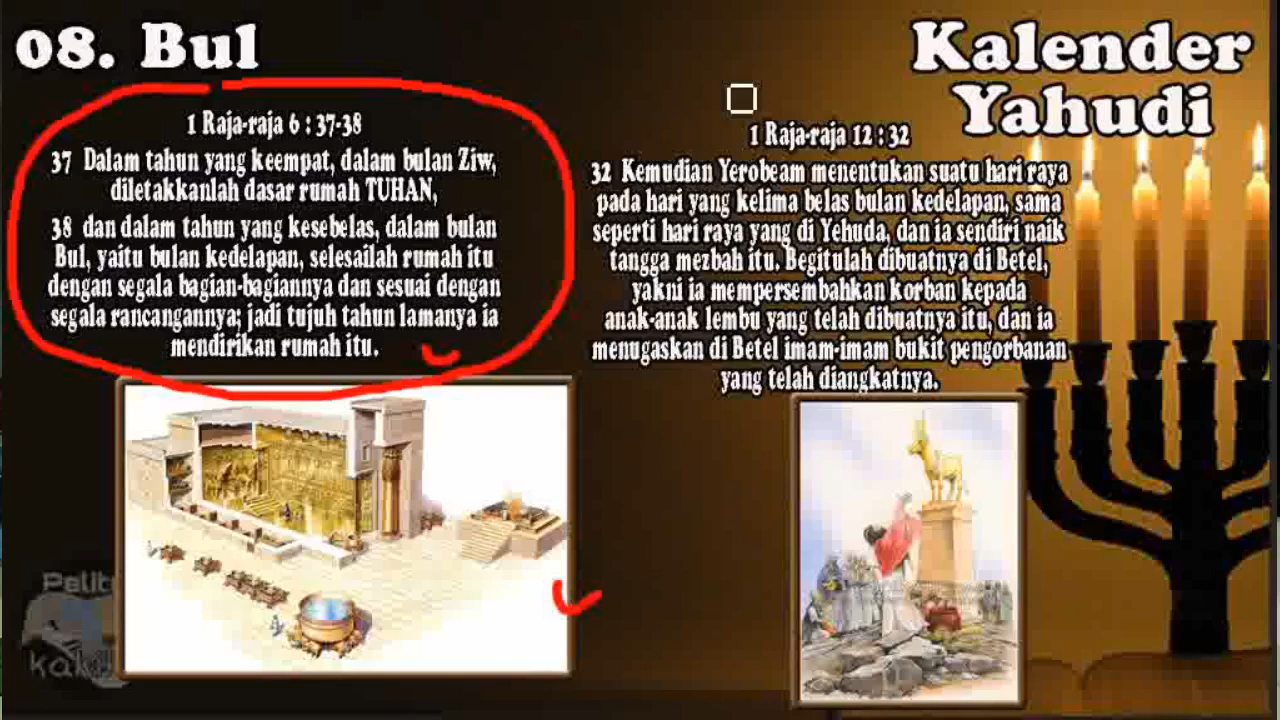 08. Bul
Kalender
Yahudi
1 Raja-raja 6 : 37-38
37 Dalam tahun yang keempat, dalam bulan Ziw,
diletakkanlah dasar rumah TUHAN,
38 dan dalam tahun yang kesebelas, dalam bulan
Bul, yaitu bulan kedelapan, selesailah rumah itu
dengan segala bagian-bagiannya dan sesuai dengan
segala rancangannya; jadi tujuh tahun lamanya ia
mendirikan rumah itu.
1 Raja-raja 12 : 32
32 Kemudian Yerobeam menentukan suatu hari raya
pada hari yang kelima belas bulan kedelapan, sama
seperti hari raya yang di Yehuda, dan ia sendiri naik
tangga mezbah itu. Begitulah dibuatnya di Betel,
yakni ia mempersembahkan korban kepada
anak-anak lembu yang telah dibuatnya itu, dan ia
menugaskan di Betel imam-imam bukit pengorbanan
yang telah diangkatnya.